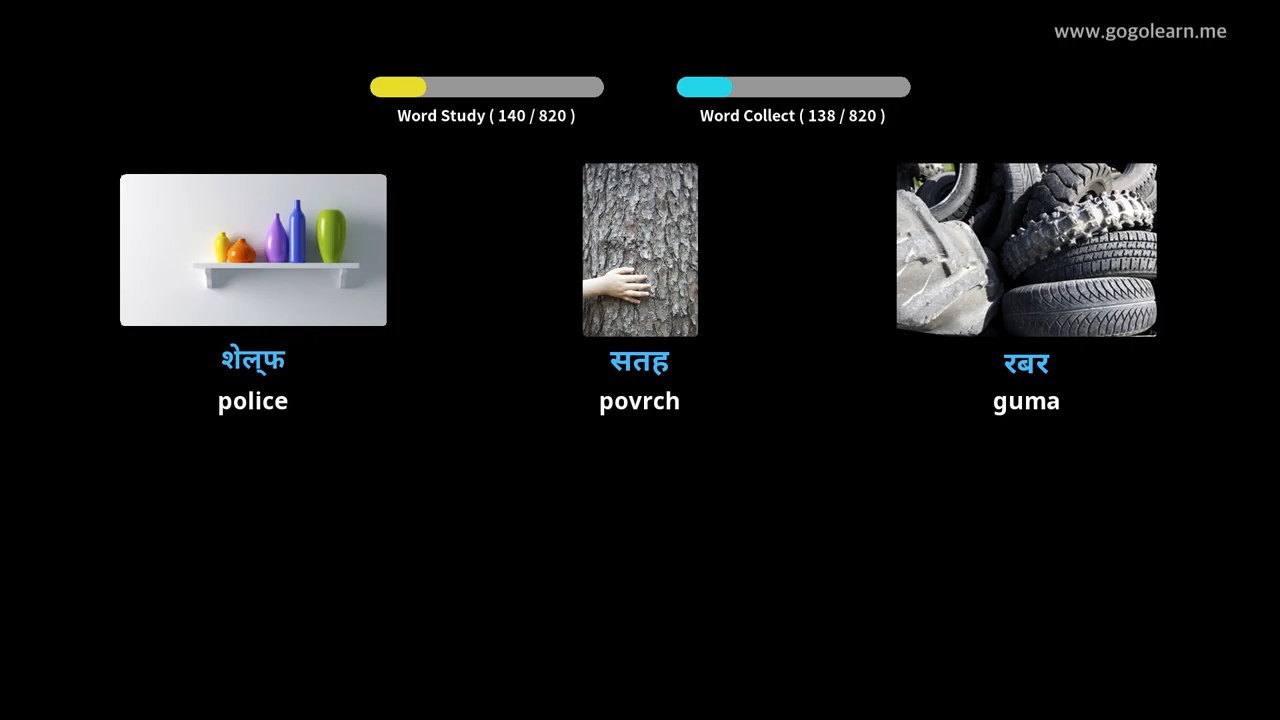 www.gogolearn.me
Word Study ( 140 / 820 )
Word Collect ( 138 / 820 )
शेल्फ
police
सतह
povrch
रबर
guma